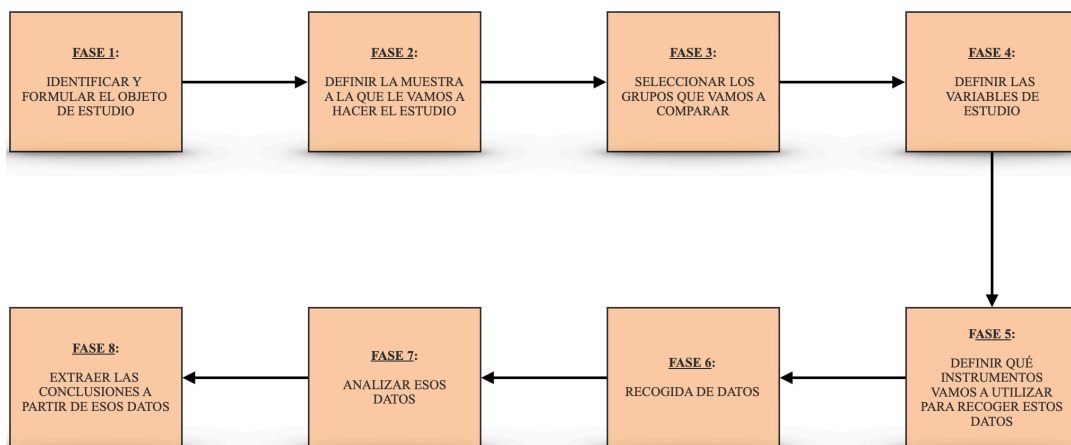 FASE 1:
IDENTIFICAR Y
FORMULAR EL OBJETO
DE ESTUDIO
FASE 2:
DEFINIR LA MUESTRA
A LA QUE LE VAMOS A
HACER EL ESTUDIO
FASE 3:
SELECCIONAR LOS
GRUPOS QUE VAMOS A
COMPARAR
FASE 4:
DEFINIR LAS
VARIABLES DE
ESTUDIO
FASE 5:
DEFINIR QUÉ
INSTRUMENTOS
VAMOS A UTILIZAR
PARA RECOGER ESTOS
DATOS
FASE 6:
RECOGIDA DE DATOS
FASE 7:
ANALIZAR ESOS
DATOS
FASE 8:
EXTRAER LAS
CONCLUSIONES A
PARTIR DE ESOS DATOS